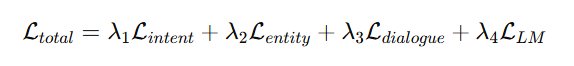 ℒ_total = λ₁ℒ_intent + λ₂ℒ_entity + λ₃ℒ_dialogue + λ₄ℒ_LM